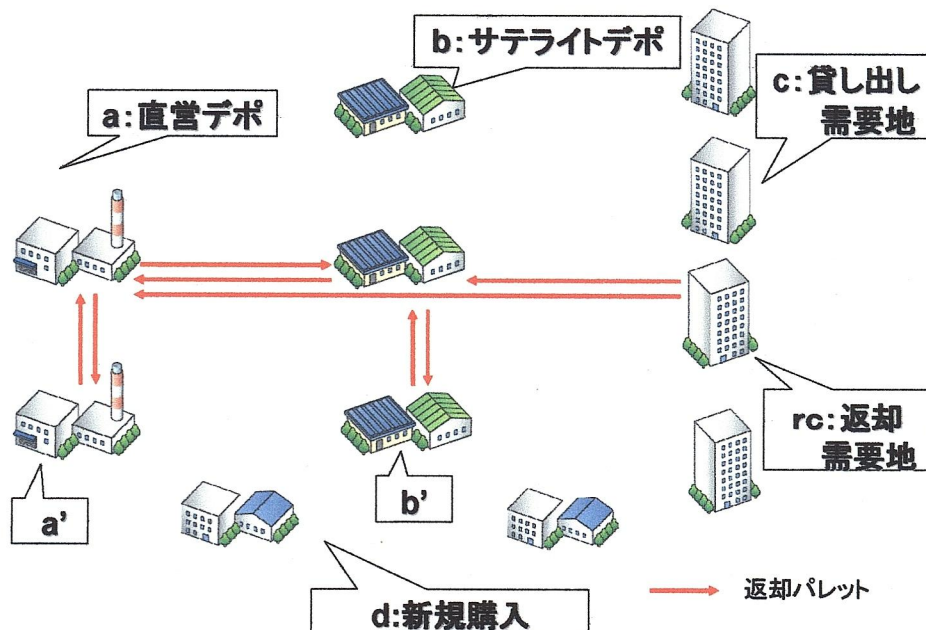 b:サテライトデポ
a:直営デポ
c:貸し出し
需要地
rc:返却
需要地
a’
b’
d:新規購入
返却パレット